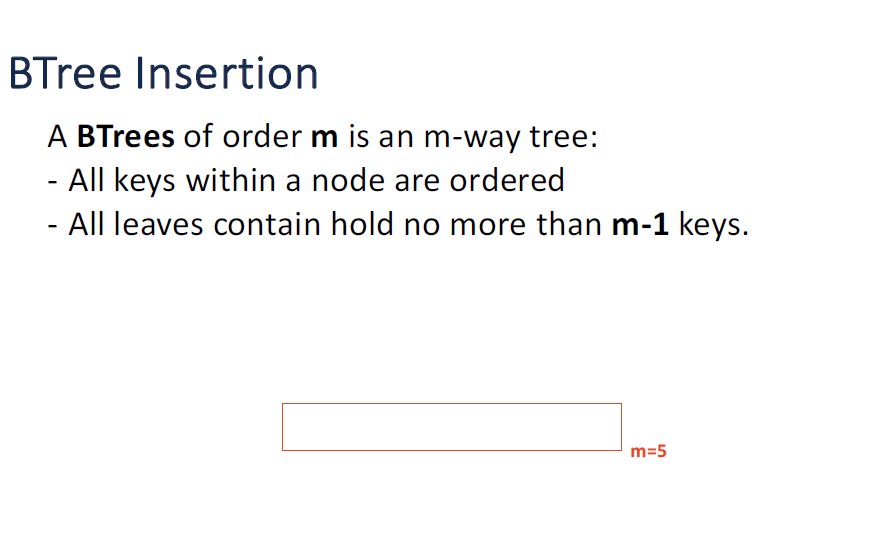 BTree Insertion
A BTrees of order m is an m-way tree:
- All keys within a node are ordered
- All leaves contain hold no more than m-1 keys.
m=5